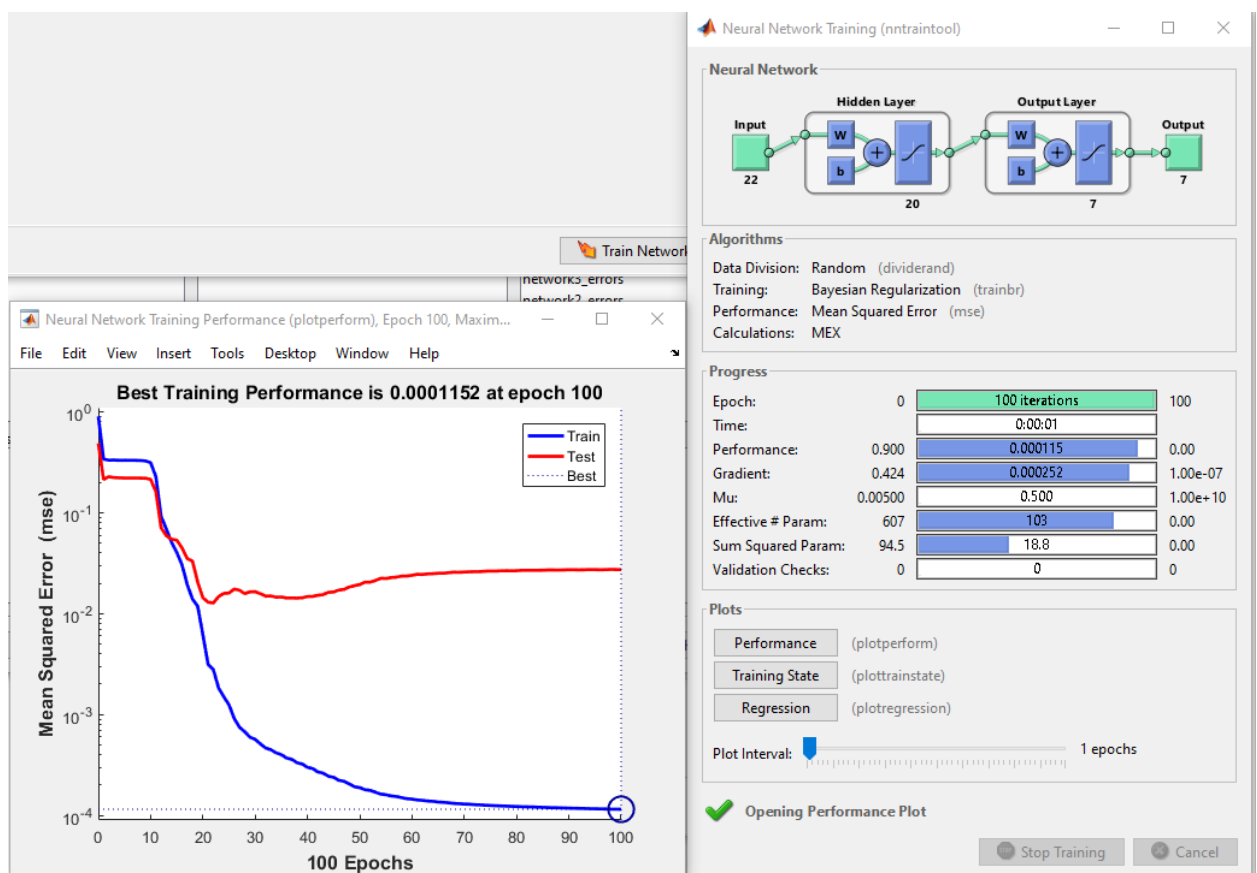 Train Network
network3_errors
network2_errors
Neural Network Training Performance (plotperform), Epoch 100, Maxim...
File Edit View Insert Tools Desktop Window Help
Best Training Performance is 0.0001152 at epoch 100
Mean Squared Error (mse)
10^0
10^-1
10^-2
10^-3
10^-4
Train
Test
Best
0 10 20 30 40 50 60 70 80 90 100
100 Epochs
Neural Network Training (nntraintool)
Neural Network
Hidden Layer Output Layer
Input Output
W W
b b
+ +
22 7
20 7
Algorithms
Data Division: Random (dividerand)
Training: Bayesian Regularization (trainbr)
Performance: Mean Squared Error (mse)
Calculations: MEX
Progress
Epoch: 0 100 iterations 100
Time: 0:00:01
Performance: 0.900 0.000115 0.00
Gradient: 0.424 0.000252 1.00e-07
Mu: 0.00500 0.500 1.00e+10
Effective # Param: 607 103 0.00
Sum Squared Param: 94.5 18.8 0.00
Validation Checks: 0 0 0
Plots
Performance (plotperform)
Training State (plottrainstate)
Regression (plotregression)
Plot Interval: 1 epochs
Opening Performance Plot
Stop Training Cancel